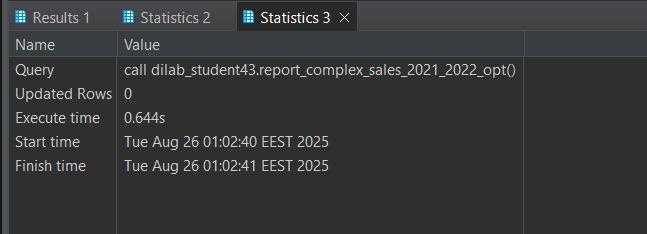 Results 1 Statistics 2 Statistics 3
Name Value
Query call dilab_student43.report_complex_sales_2021_2022_opt()
Updated Rows 0
Execute time 0.644s
Start time Tue Aug 26 01:02:40 EEST 2025
Finish time Tue Aug 26 01:02:41 EEST 2025